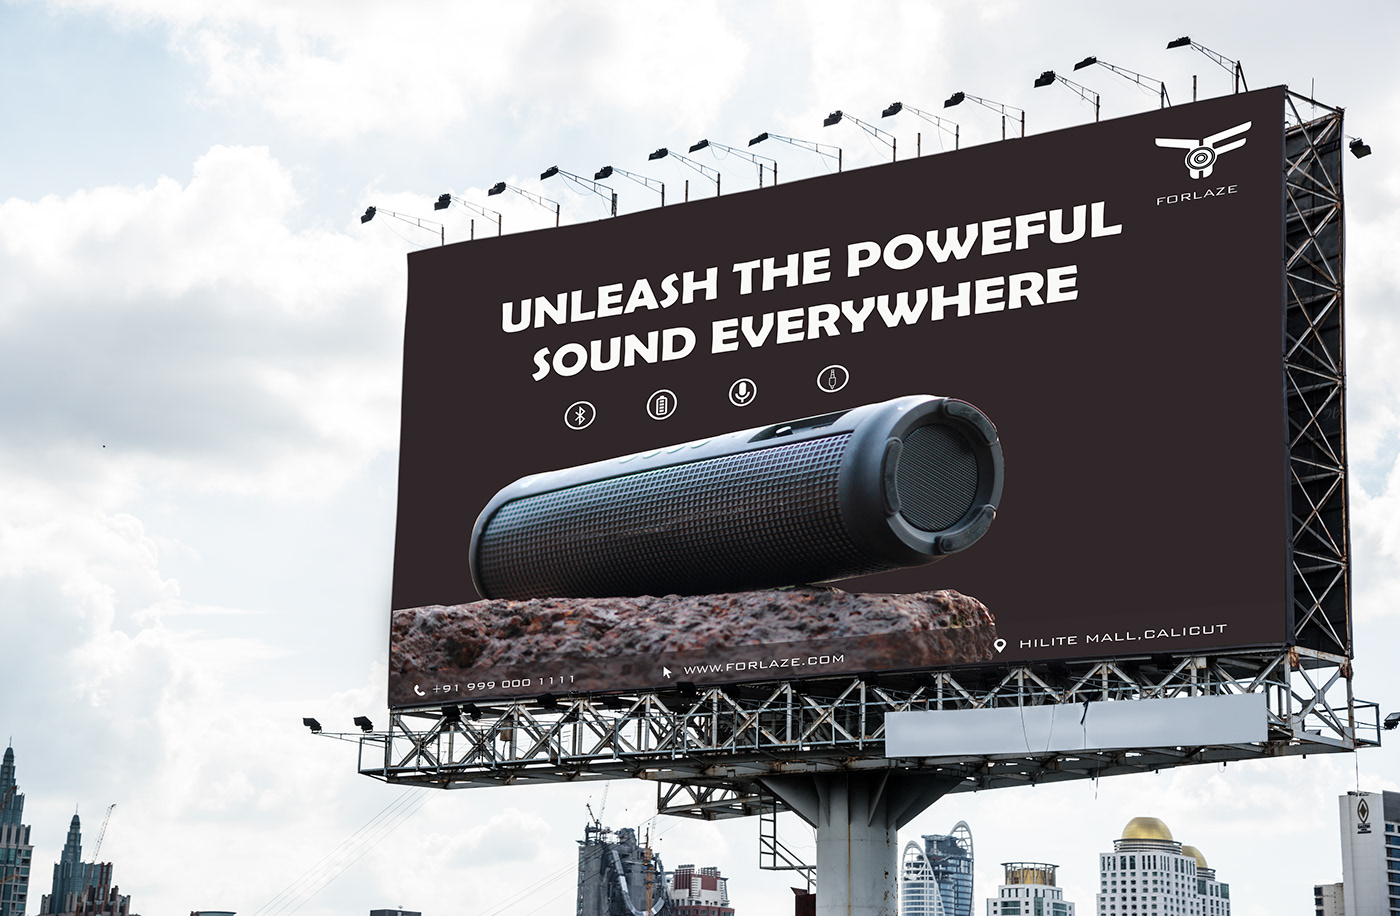 FORLAZE
UNLEASH THE POWEFUL
SOUND EVERYWHERE
+91 999 000 1111
WWW.FORLAZE.COM
HILITE MALL,CALICUT